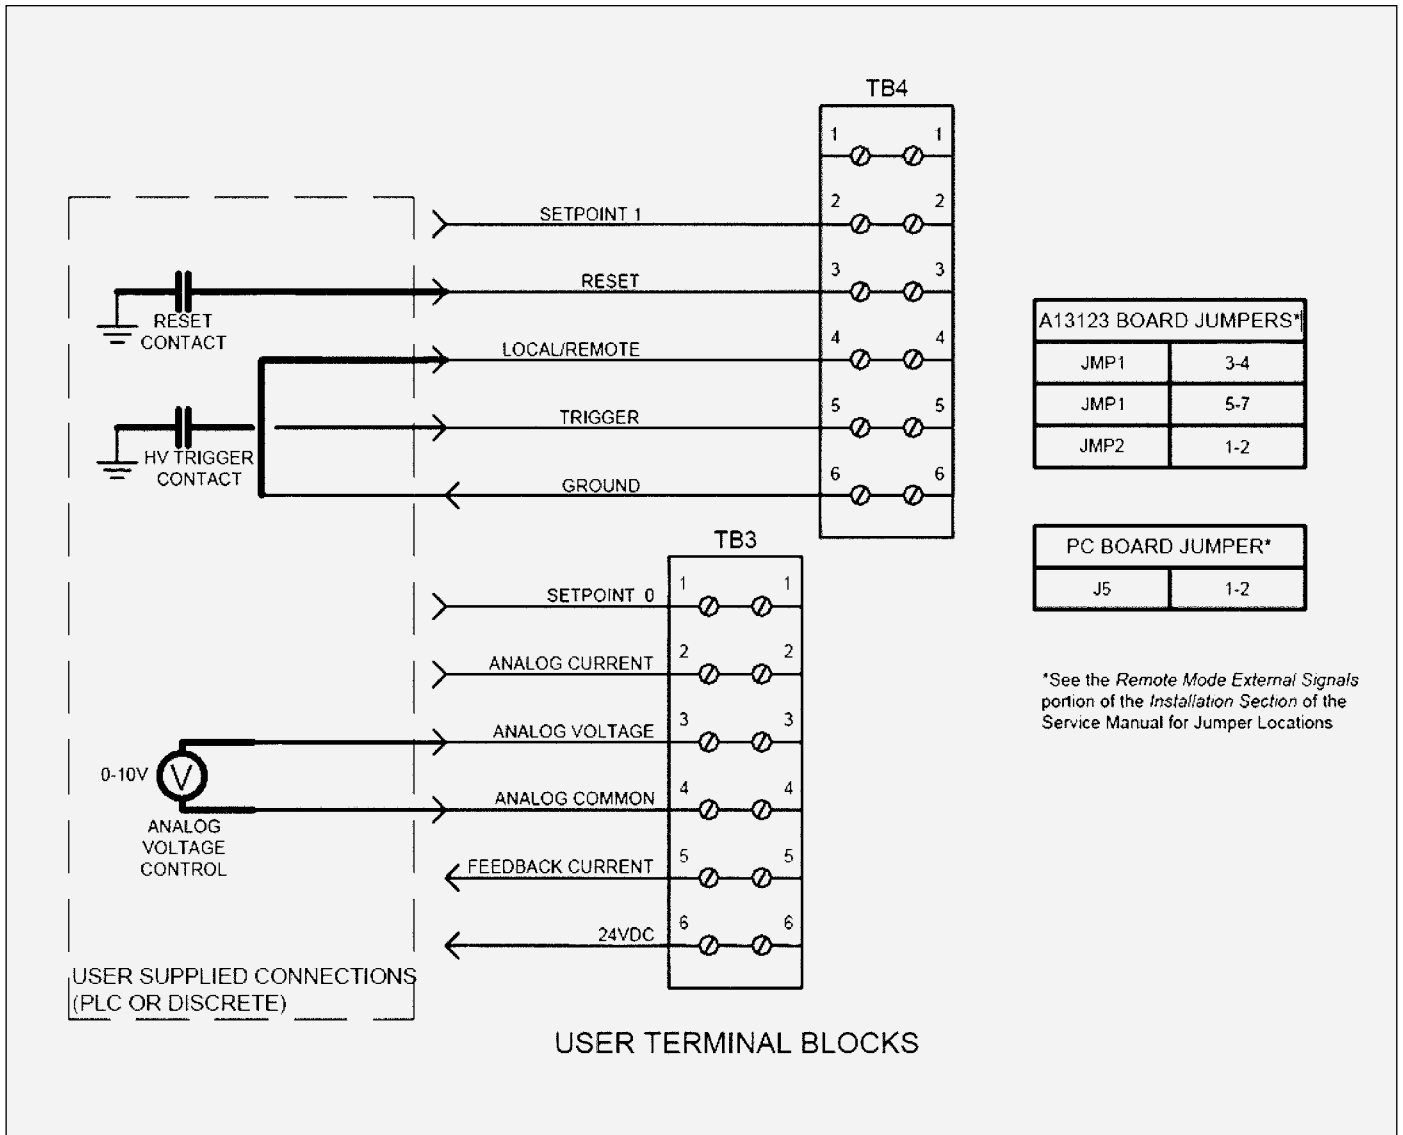 TB4
1 1
SETPOINT 1 2 2
RESET 3 3
RESET
CONTACT
LOCAL/REMOTE 4 4
TRIGGER 5 5
HV TRIGGER
CONTACT
GROUND 6 6
TB3
SETPOINT 0 1 1
ANALOG CURRENT 2 2
ANALOG VOLTAGE 3 3
0-10V V
ANALOG COMMON 4 4
ANALOG
VOLTAGE
CONTROL
FEEDBACK CURRENT 5 5
24VDC 6 6
USER SUPPLIED CONNECTIONS
(PLC OR DISCRETE)
USER TERMINAL BLOCKS
A13123 BOARD JUMPERS*
JMP1 3-4
JMP1 5-7
JMP2 1-2
PC BOARD JUMPER*
J5 1-2
*See the Remote Mode External Signals
portion of the Installation Section of the
Service Manual for Jumper Locations